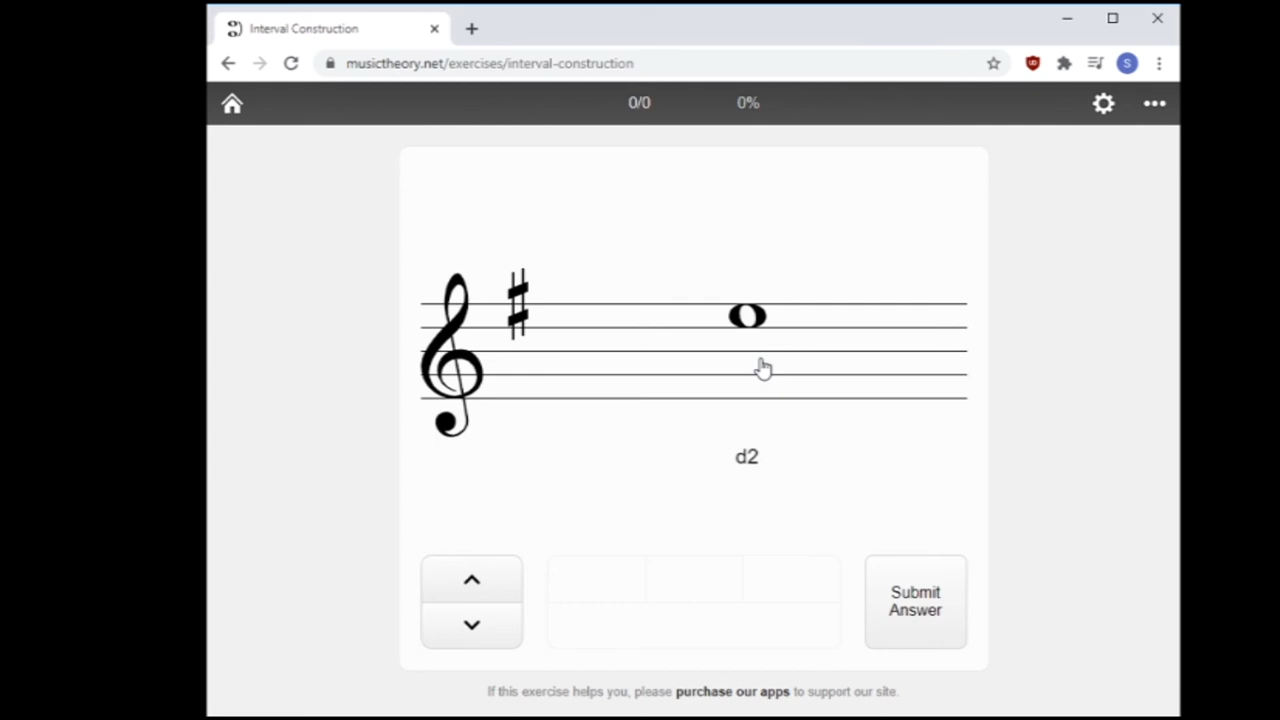 Interval Construction
musictheory.net/exercises/interval-construction
S
0/0 0%
d2
Submit
Answer
If this exercise helps you, please purchase our apps to support our site.